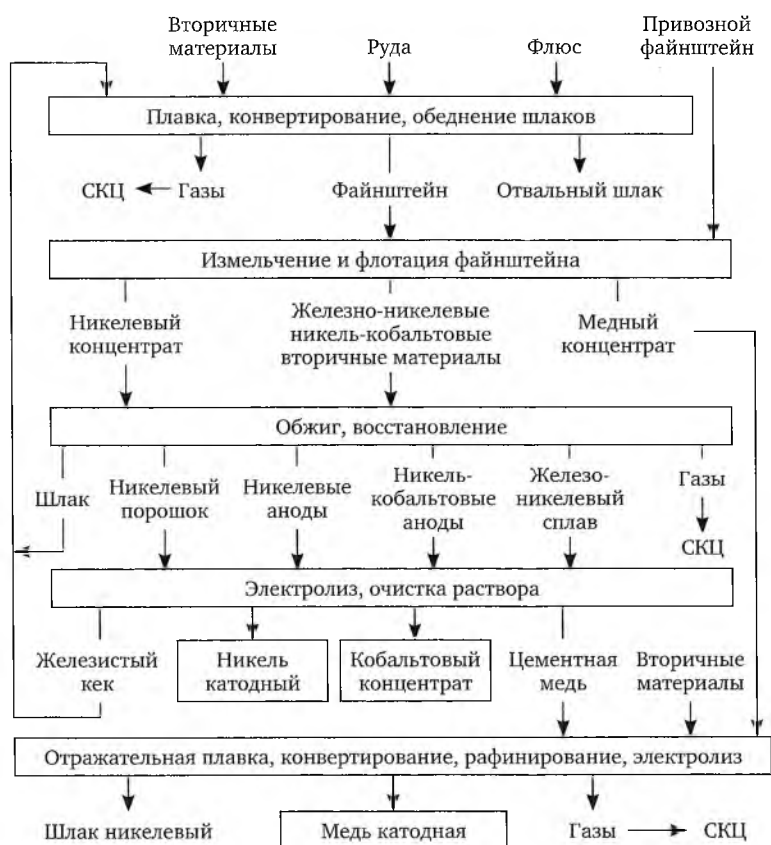 Вторичные
материалы
Руда
Флюс
Привозной
файнштейн
Плавка, конвертирование, обеднение шлаков
СКЦ
Газы
Файнштейн
Отвальный шлак
Измельчение и флотация файнштейна
Никелевый
концентрат
Железно-никелевые
никель-кобальтовые
вторичные материалы
Медный
концентрат
Обжиг, восстановление
Шлак
Никелевый
порошок
Никелевые
аноды
Никель-
кобальтовые
аноды
Железо-
никелевый
сплав
Газы
СКЦ
Электролиз, очистка раствора
Железистый
кек
Никель
катодный
Кобальтовый
концентрат
Цементная
медь
Вторичные
материалы
Отражательная плавка, конвертирование, рафинирование, электролиз
Шлак никелевый
Медь катодная
Газы
СКЦ